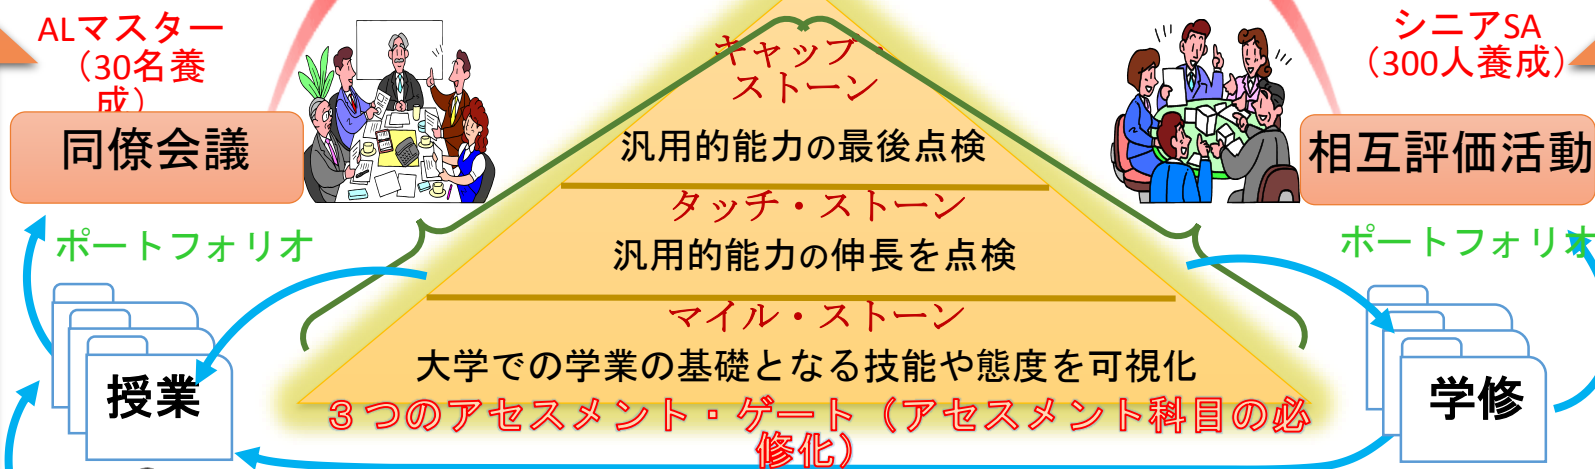 ALマスター
（30名養
成）
同僚会議
ポートフォリオ
授業
キャップ・
ストーン
汎用的能力の最後点検
タッチ・ストーン
汎用的能力の伸長を点検
マイル・ストーン
大学での学業の基礎となる技能や態度を可視化
３つのアセスメント・ゲート（アセスメント科目の必
修化）
シニアSA
（300人養成）
相互評価活動
ポートフォリオ
学修